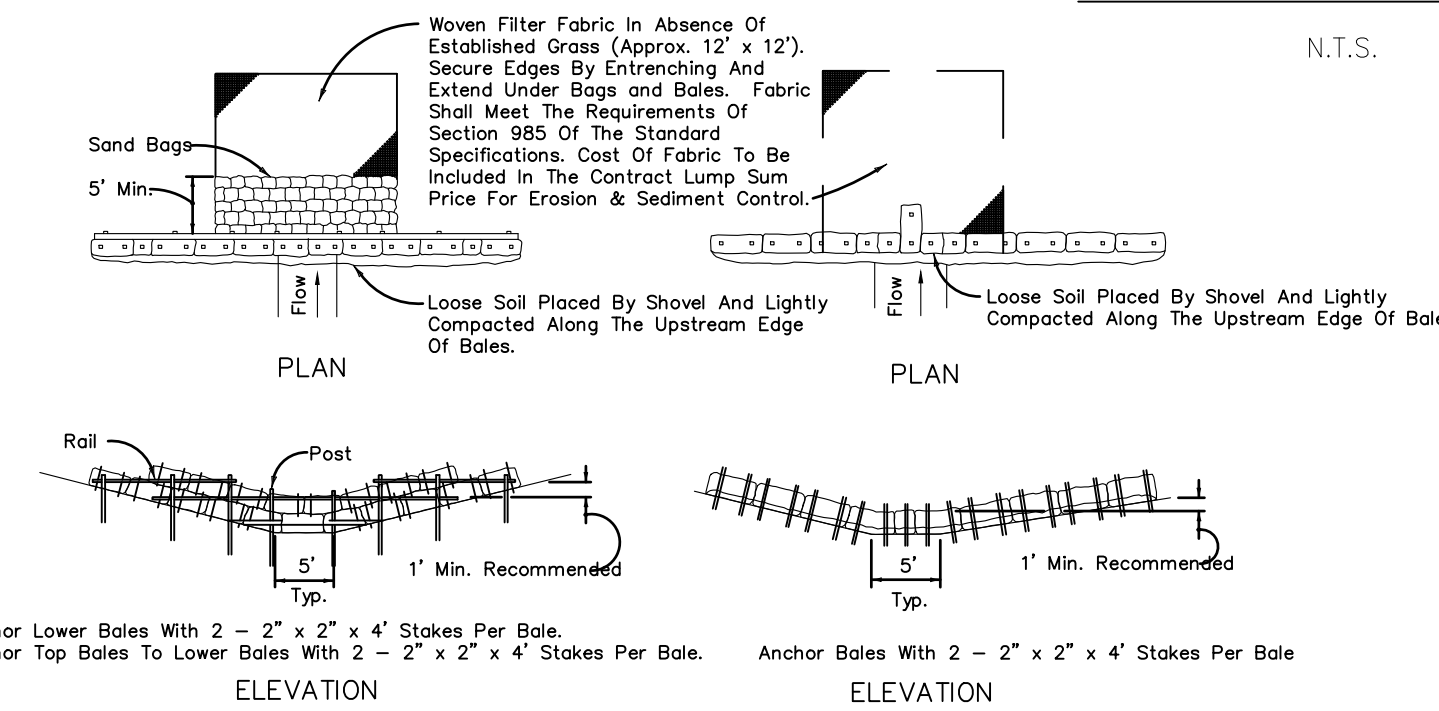 N.T.S.
Woven Filter Fabric In Absence Of
Established Grass (Approx. 12' x 12').
Secure Edges By Entrenching And
Extend Under Bags and Bales. Fabric
Shall Meet The Requirements Of
Section 985 Of The Standard
Specifications. Cost Of Fabric To Be
Included In The Contract Lump Sum
Price For Erosion & Sediment Control.
Sand Bags
5' Min.
Flow
Loose Soil Placed By Shovel And Lightly
Compacted Along The Upstream Edge
Of Bales.
PLAN
Flow
Loose Soil Placed By Shovel And Lightly
Compacted Along The Upstream Edge Of Bale
PLAN
Rail
Post
5'
Typ.
1' Min. Recommended
or Lower Bales With 2 – 2" x 2" x 4' Stakes Per Bale.
or Top Bales To Lower Bales With 2 – 2" x 2" x 4' Stakes Per Bale.
ELEVATION
5'
Typ.
1' Min. Recommended
Anchor Bales With 2 – 2" x 2" x 4' Stakes Per Bale
ELEVATION